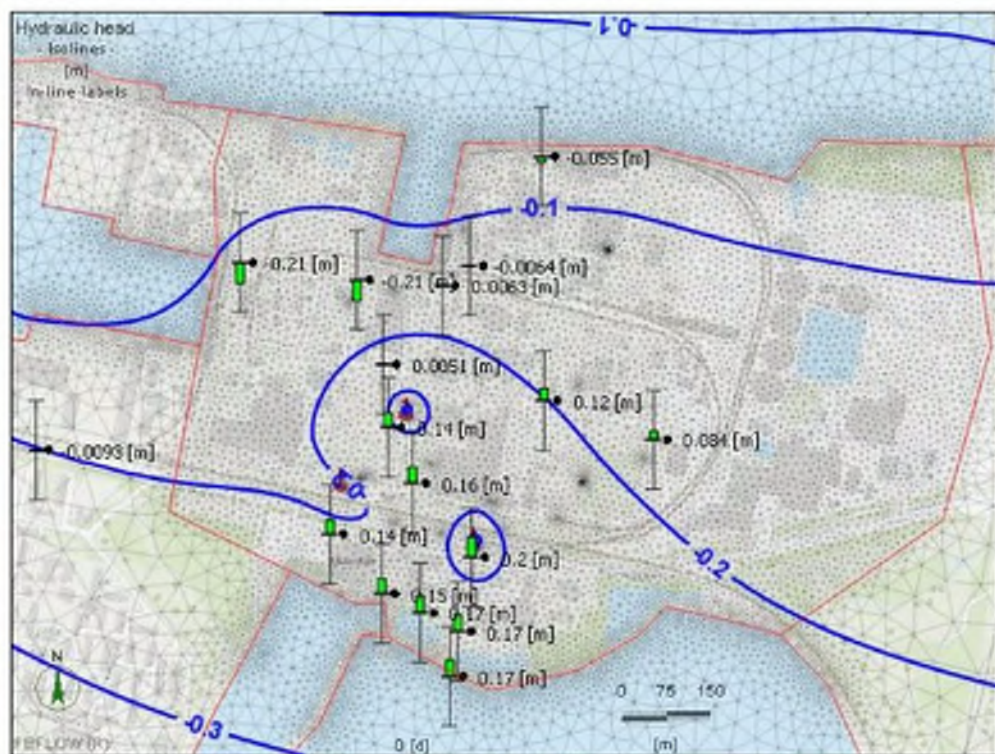 Hydraulic head
- Isolines -
[m]
In-line labels
-0.1
-0.055 [m]
-0.1
-0.21 [m]
-0.21 [m]
-0.0064 [m]
0.0063 [m]
0.0051 [m]
0.12 [m]
0.14 [m]
0.084 [m]
0.0093 [m]
0.16 [m]
0.14 [m]
0.2 [m]
-0.2
0.15 [m]
0.17 [m]
0.17 [m]
0.17 [m]
N
0 75 150
-0.3
0 [d]
[m]